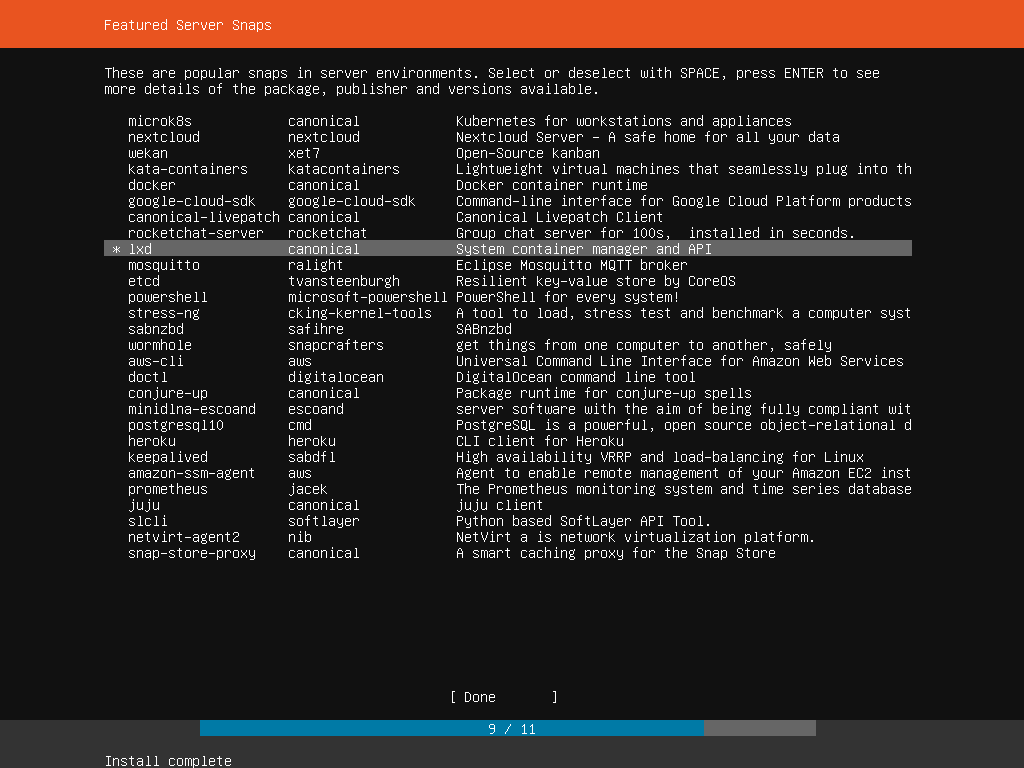 Featured Server Snaps
These are popular snaps in server environments. Select or deselect with SPACE, press ENTER to see
more details of the package, publisher and versions available.
microk8s canonical Kubernetes for workstations and appliances
nextcloud nextcloud Nextcloud Server - A safe home for all your data
wekan xet7 Open-Source kanban
kata-containers katacontainers Lightweight virtual machines that seamlessly plug into th
docker canonical Docker container runtime
google-cloud-sdk google-cloud-sdk Command-line interface for Google Cloud Platform products
canonical-livepatch canonical Canonical Livepatch Client
rocketchat-server rocketchat Group chat server for 100s, installed in seconds.
* lxd canonical System container manager and API
mosquitto ralight Eclipse Mosquitto MQTT broker
etcd tvansteenburgh Resilient key-value store by CoreOS
powershell microsoft-powershell PowerShell for every system!
stress-ng cking-kernel-tools A tool to load, stress test and benchmark a computer syst
sabnzbd safihre SABnzbd
wormhole snapcrafters get things from one computer to another, safely
aws-cli aws Universal Command Line Interface for Amazon Web Services
doctl digitalocean DigitalOcean command line tool
conjure-up canonical Package runtime for conjure-up spells
minidlna-escoand escoand server software with the aim of being fully compliant wit
postgresql10 cmd PostgreSQL is a powerful, open source object-relational d
heroku heroku CLI client for Heroku
keepalived sabdfl High availability VRRP and load-balancing for Linux
amazon-ssm-agent aws Agent to enable remote management of your Amazon EC2 inst
prometheus jacek The Prometheus monitoring system and time series database
juju canonical juju client
slcli softlayer Python based SoftLayer API Tool.
netvirt-agent2 nib NetVirt a is network virtualization platform.
snap-store-proxy canonical A smart caching proxy for the Snap Store
[ Done ]
9 / 11
Install complete